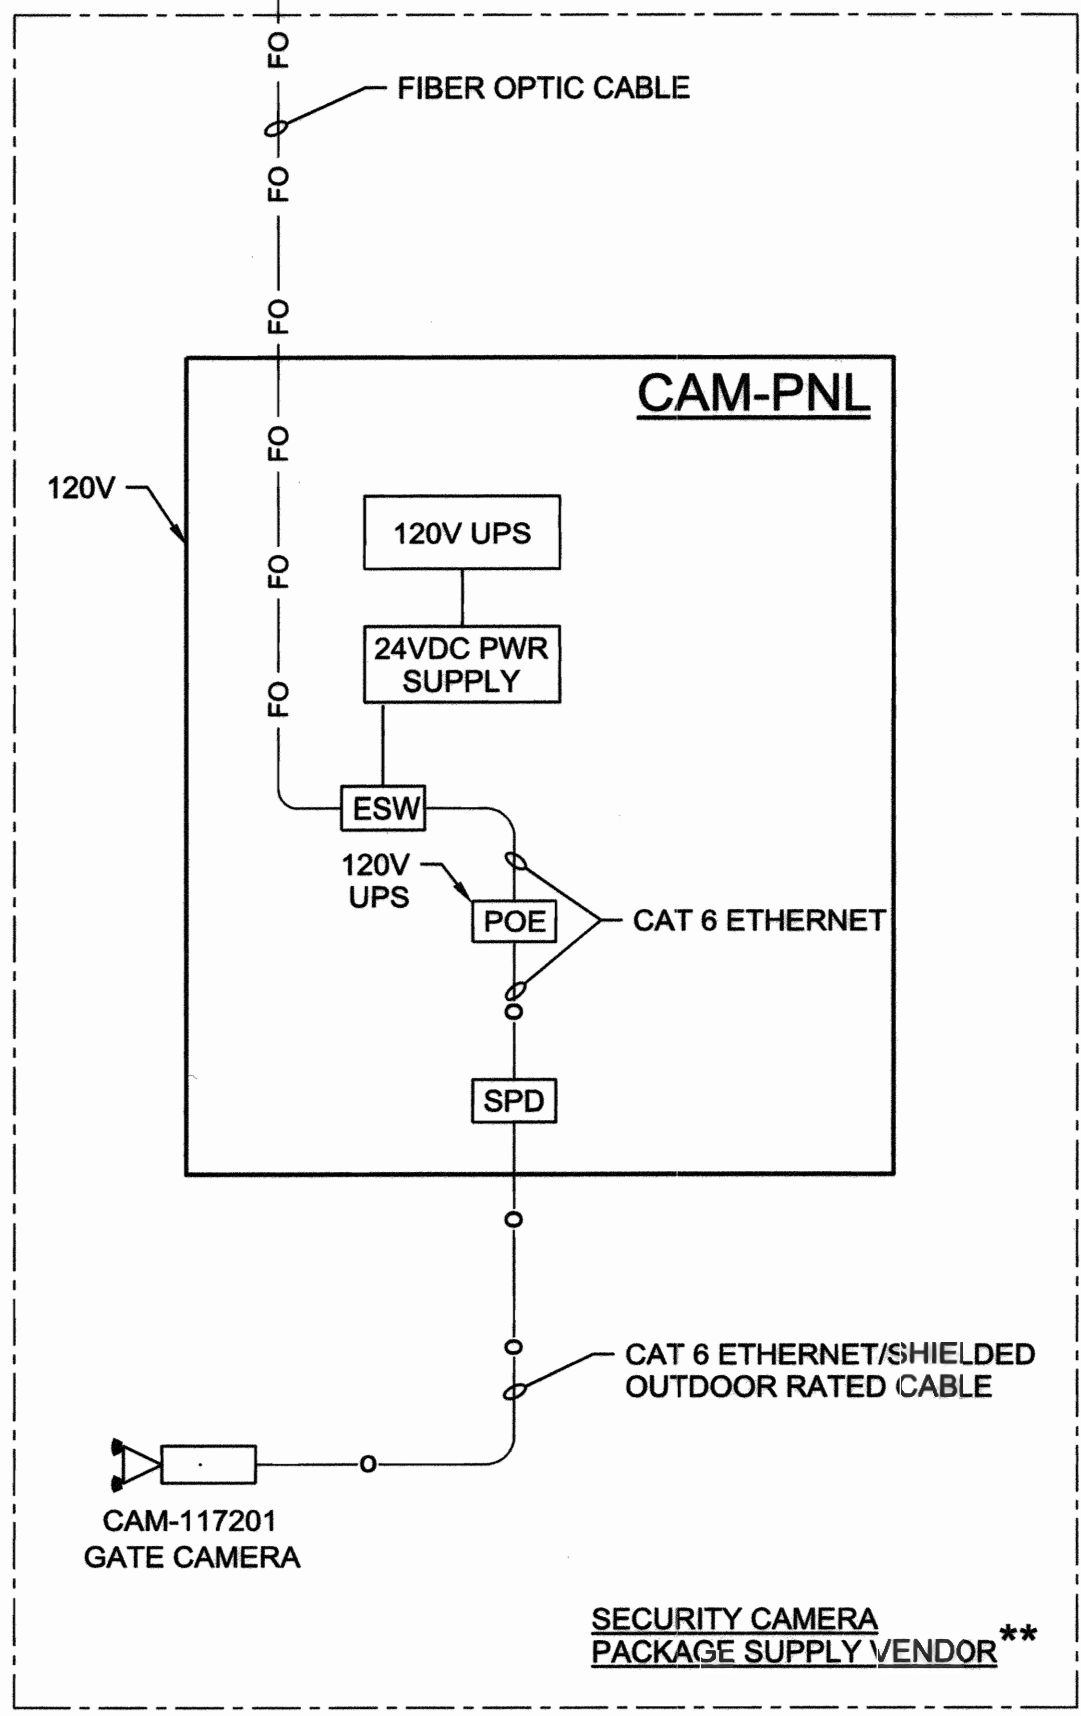 FO
FIBER OPTIC CABLE
FO
FO
CAM-PNL
FO
120V
120V UPS
FO
24VDC PWR
SUPPLY
FO
ESW
120V
UPS
POE
CAT 6 ETHERNET
O
SPD
O
O
CAT 6 ETHERNET/SHIELDED
OUTDOOR RATED CABLE
O
CAM-117201
GATE CAMERA
SECURITY CAMERA
PACKAGE SUPPLY VENDOR**